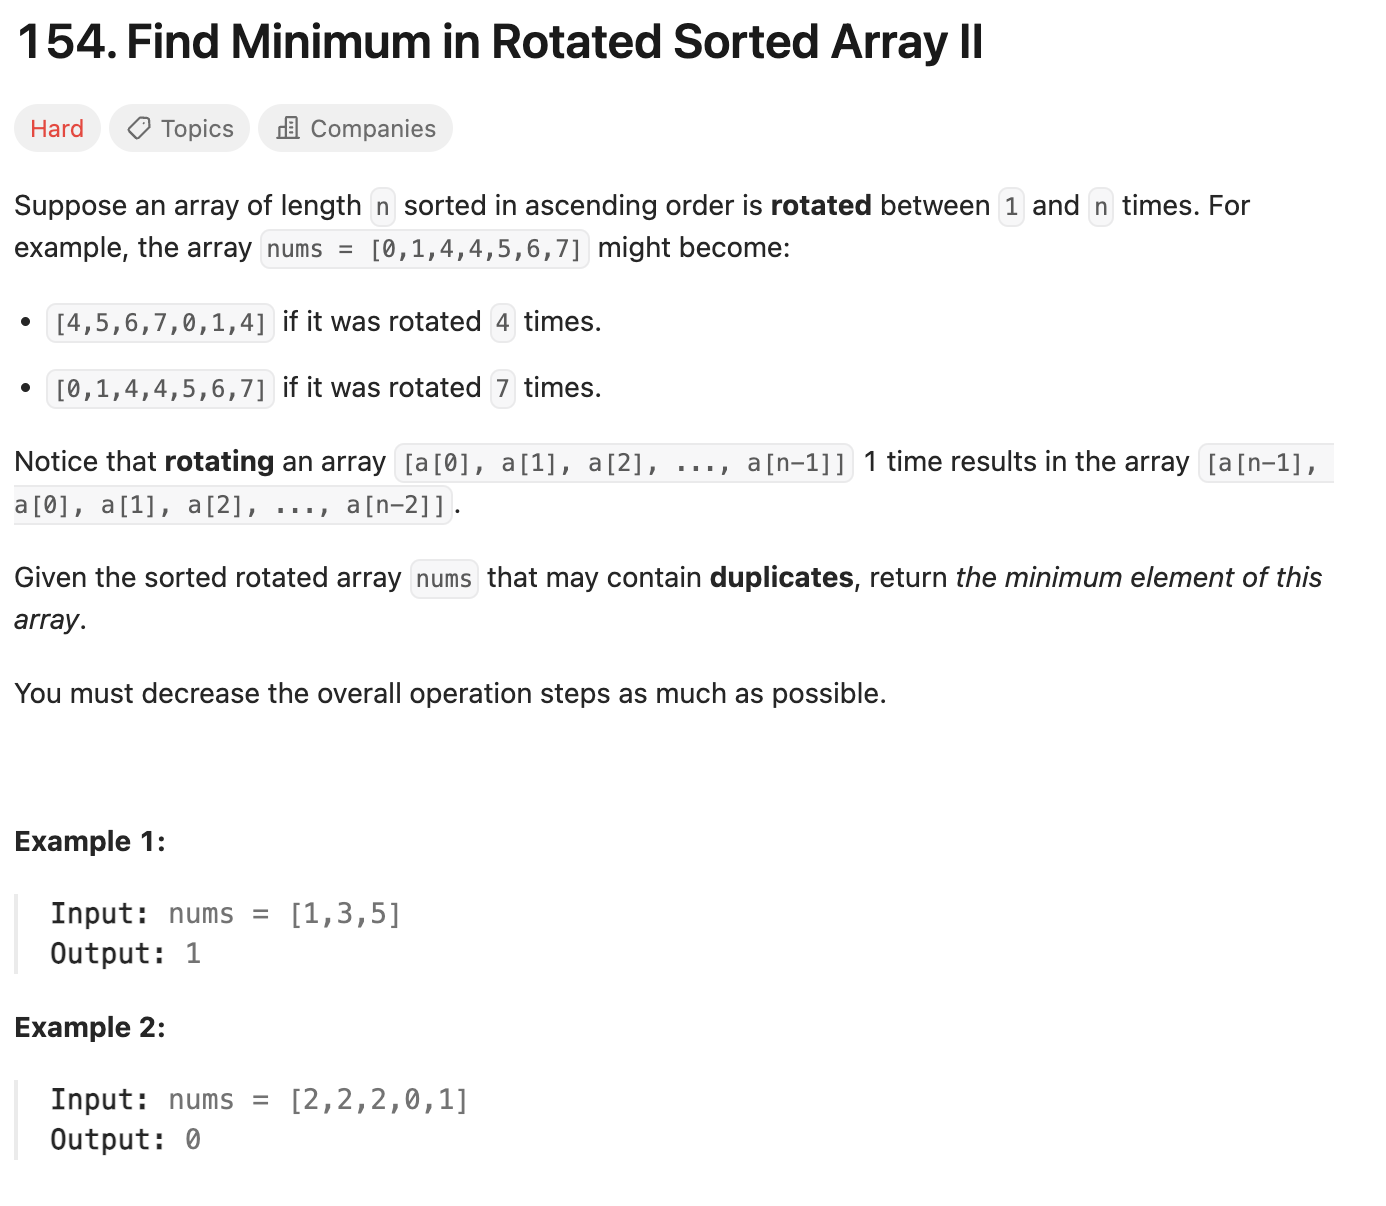 154. Find Minimum in Rotated Sorted Array II
Hard Topics Companies
Suppose an array of length n sorted in ascending order is rotated between 1 and n times. For
example, the array nums = [0,1,4,4,5,6,7] might become:
• [4,5,6,7,0,1,4] if it was rotated 4 times.
• [0,1,4,4,5,6,7] if it was rotated 7 times.
Notice that rotating an array [a[0], a[1], a[2], ..., a[n-1]] 1 time results in the array [a[n-1],
a[0], a[1], a[2], ..., a[n-2]].
Given the sorted rotated array nums that may contain duplicates, return the minimum element of this
array.
You must decrease the overall operation steps as much as possible.
Example 1:
Input: nums = [1,3,5]
Output: 1
Example 2:
Input: nums = [2,2,2,0,1]
Output: 0